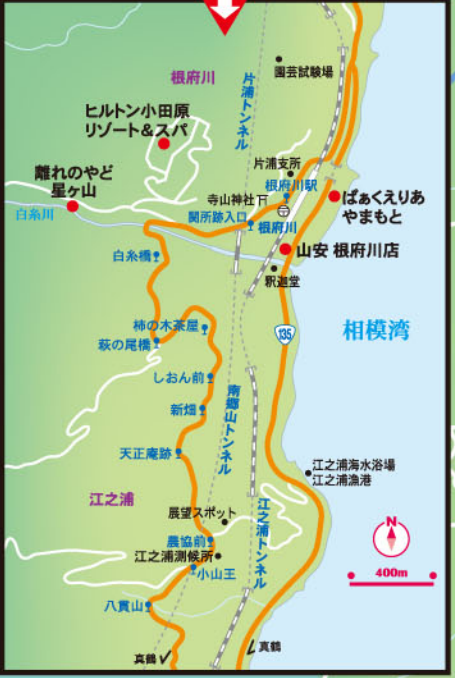 園芸試験場
根府川
片浦トンネル
ヒルトン小田原
リゾート&スパ
片浦支所
離れのやど
星ヶ山
根府川駅
ばぁくえりあ
やまもと
寺山神社下
白糸川
関所跡入口
根府川
山安 根府川店
白糸橋
釈迦堂
柿の木茶屋
135
相模湾
萩の尾橋
しおん前
南郷山トンネル
新畑
天正庵跡
江之浦海水浴場
江之浦漁港
江之浦
展望スポット
江之浦トンネル
農協前
江之浦測候所
小山王
N
400m
八貫山
真鶴
真鶴